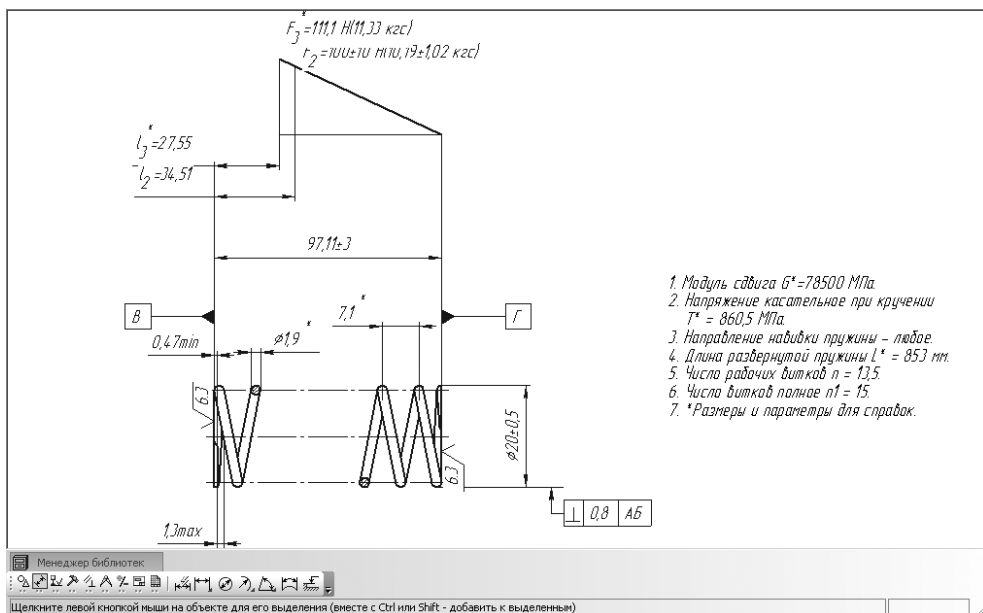 F3*=111,1 Н(11,33 кгс)
F2=100±10 Н(10,19±1,02 кгс)
l3*=27,55
l2=34,51
97,11±3
В
Г
7,1*
0,47min
⌀1,9*
6.3
6.3
⌀20±0,5
⊥ 0,8 АБ
1,3max
1. Модуль сдвига G*=78500 МПа.
2. Напряжение касательное при кручении
T* = 860,5 МПа.
3. Направление навивки пружины – любое.
4. Длина развернутой пружины L* = 853 мм.
5. Число рабочих витков n = 13,5.
6. Число витков полное n1 = 15.
7. *Размеры и параметры для справок.
Менеджер библиотек
Щелкните левой кнопкой мыши на объекте для его выделения (вместе с Ctrl или Shift - добавить к выделенным)